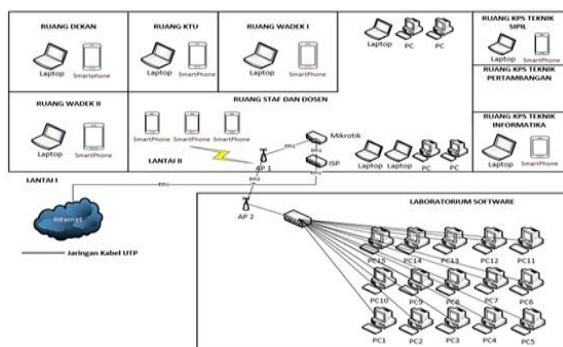 RUANG DEKAN
Laptop
Smartphone
RUANG KTU
Laptop
SmartPhone
RUANG WADEK I
Laptop
SmartPhone
Laptop
PC
PC
RUANG KPS TEKNIK
SIPIL
Laptop
SmartPhone
RUANG KPS TEKNIK
PERTAMBANGAN
RUANG WADEK II
Laptop
SmartPhone
RUANG STAF DAN DOSEN
SmartPhone
SmartPhone
SmartPhone
LANTAI II
AP 1
Mikrotik
ISP
Laptop
Laptop
PC
PC
RUANG KPS TEKNIK
INFORMATIKA
Laptop
SmartPhone
LANTAI I
Internet
Jaringan Kabel UTP
AP 2
LABORATORIUM SOFTWARE
PC15
PC14
PC13
PC12
PC11
PC10
PC9
PC8
PC7
PC6
PC1
PC2
PC3
PC4
PC5